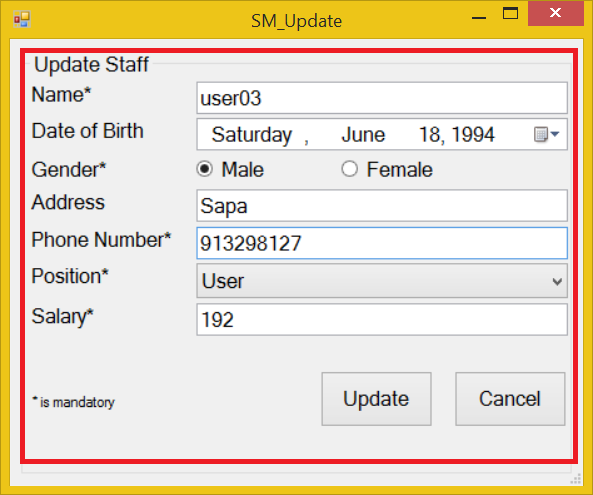 SM_Update
Update Staff
Name* user03
Date of Birth Saturday , June 18, 1994
Gender* Male Female
Address Sapa
Phone Number* 913298127
Position* User
Salary* 192
* is mandatory Update Cancel